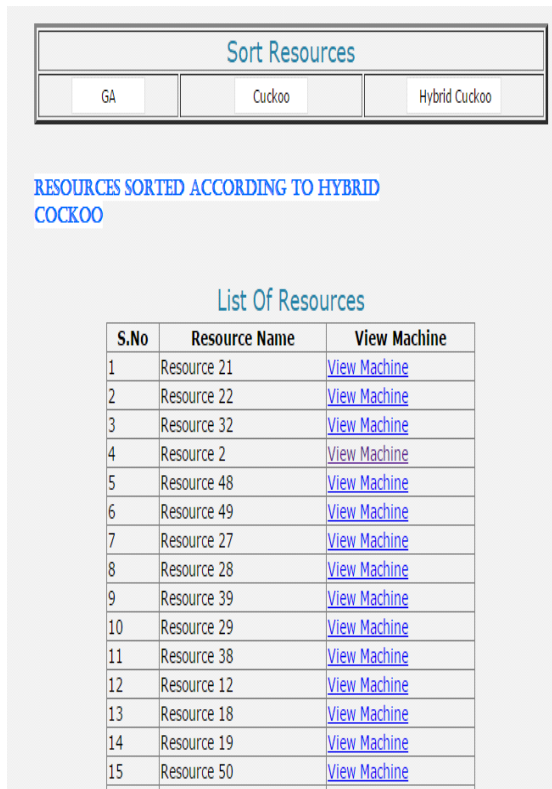 Sort Resources
GA Cuckoo Hybrid Cuckoo
RESOURCES SORTED ACCORDING TO HYBRID
COCKOO
List Of Resources
S.No Resource Name View Machine
1 Resource 21 View Machine
2 Resource 22 View Machine
3 Resource 32 View Machine
4 Resource 2 View Machine
5 Resource 48 View Machine
6 Resource 49 View Machine
7 Resource 27 View Machine
8 Resource 28 View Machine
9 Resource 39 View Machine
10 Resource 29 View Machine
11 Resource 38 View Machine
12 Resource 12 View Machine
13 Resource 18 View Machine
14 Resource 19 View Machine
15 Resource 50 View Machine